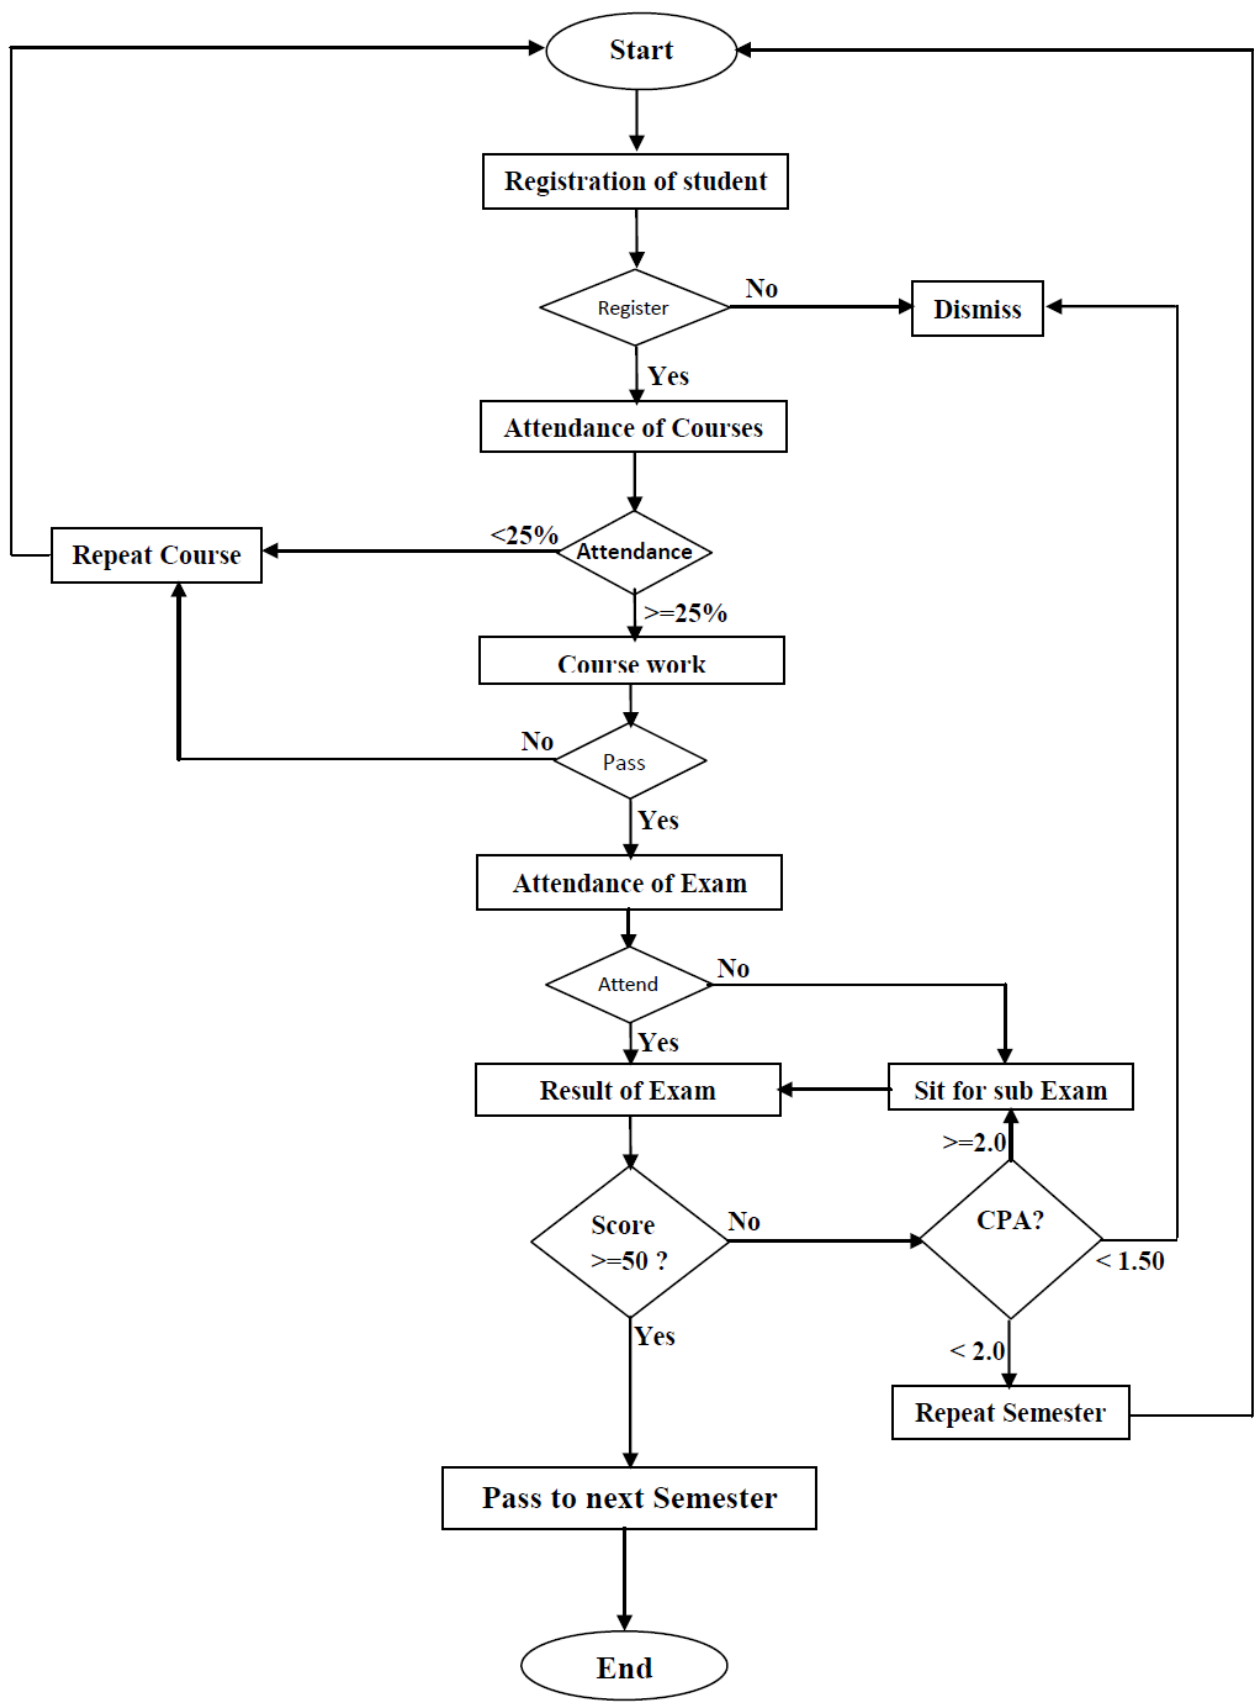 Start
Registration of student
Register
No
Dismiss
Yes
Attendance of Courses
<25%
Attendance
Repeat Course
>=25%
Course work
No
Pass
Yes
Attendance of Exam
Attend
No
Yes
Result of Exam
Sit for sub Exam
>=2.0
Score
>=50 ?
No
CPA?
< 1.50
Yes
< 2.0
Repeat Semester
Pass to next Semester
End